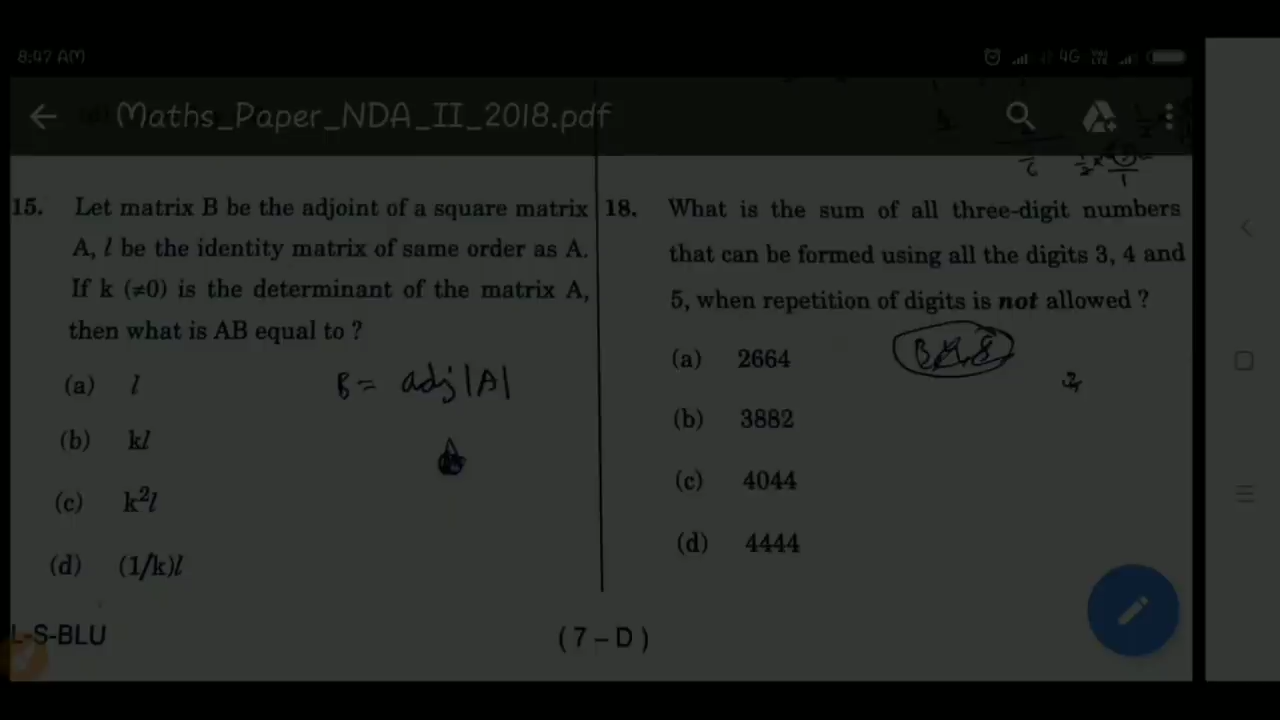 8:47 AM
4G
Maths_Paper_NDA_II_2018.pdf
15. Let matrix B be the adjoint of a square matrix
A, l be the identity matrix of same order as A.
If k (≠0) is the determinant of the matrix A,
then what is AB equal to ?
(a) l
(b) kl
(c) k²l
(d) (1/k)l
B = adj |A|
L-S-BLU
18. What is the sum of all three-digit numbers
that can be formed using all the digits 3, 4 and
5, when repetition of digits is not allowed ?
(a) 2664
(b) 3882
(c) 4044
(d) 4444
( 7 – D )